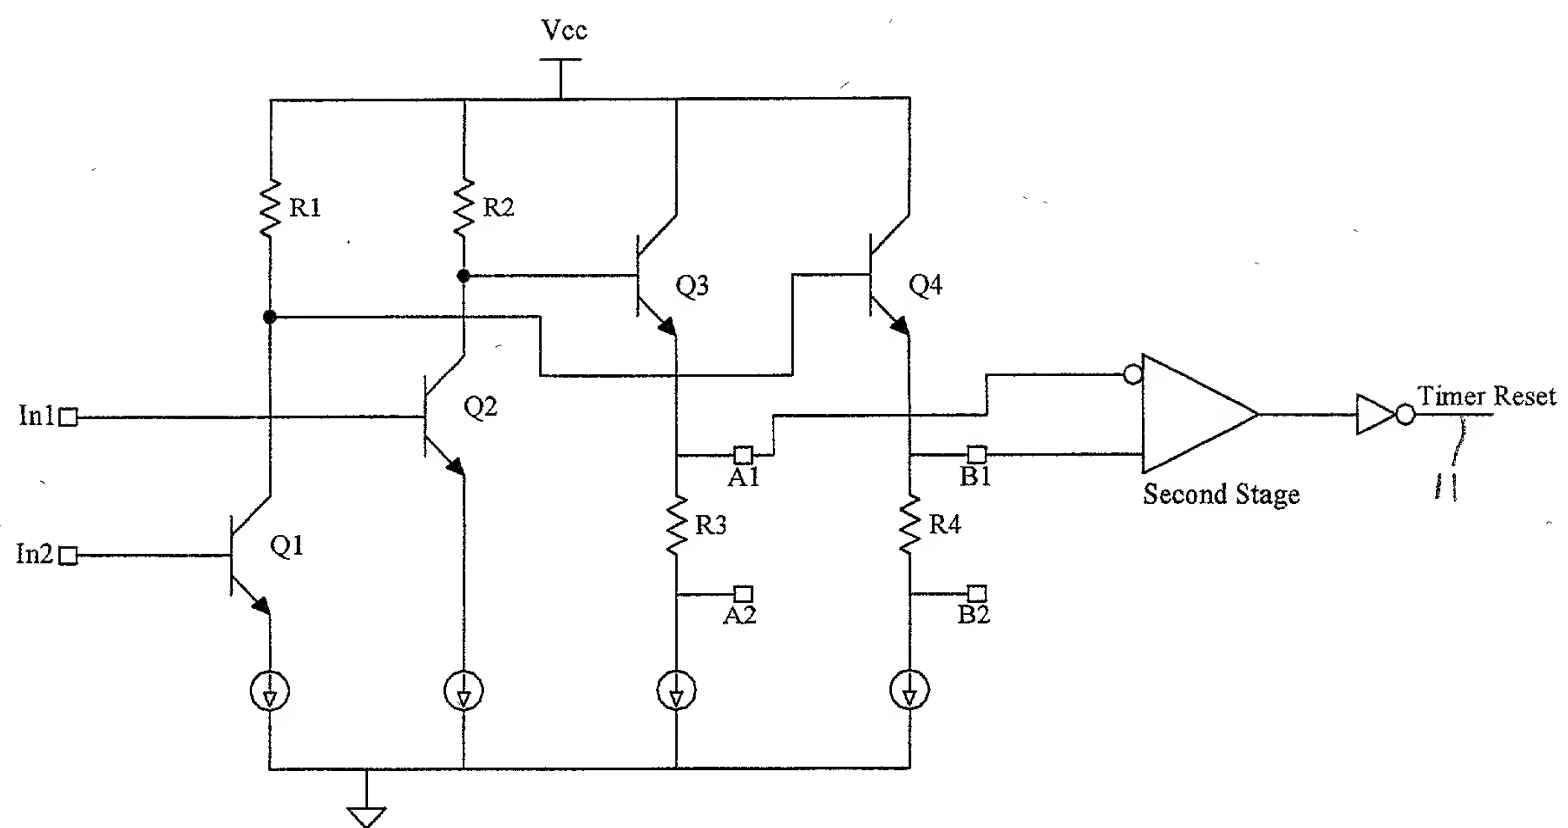 Vcc
R1
R2
Q3
Q4
In1
Q2
Timer Reset
A1
B1
Second Stage
11
R3
R4
In2
Q1
A2
B2